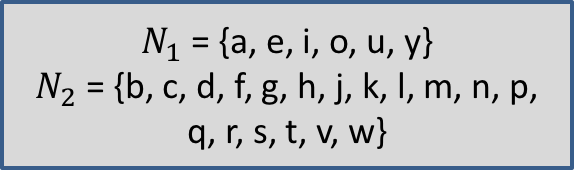 N₁ = {a, e, i, o, u, y}
N₂ = {b, c, d, f, g, h, j, k, l, m, n, p,
q, r, s, t, v, w}